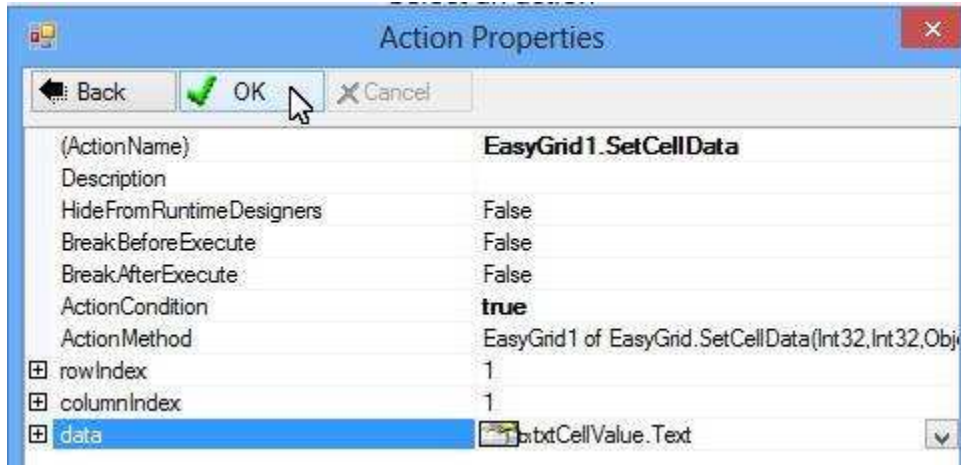 Action Properties
Back OK Cancel
(ActionName) EasyGrid1.SetCellData
Description
HideFromRuntimeDesigners False
BreakBeforeExecute False
BreakAfterExecute False
ActionCondition true
ActionMethod EasyGrid1 of EasyGrid.SetCellData(Int32,Int32,Obj
rowIndex 1
columnIndex 1
data txtCellValue.Text